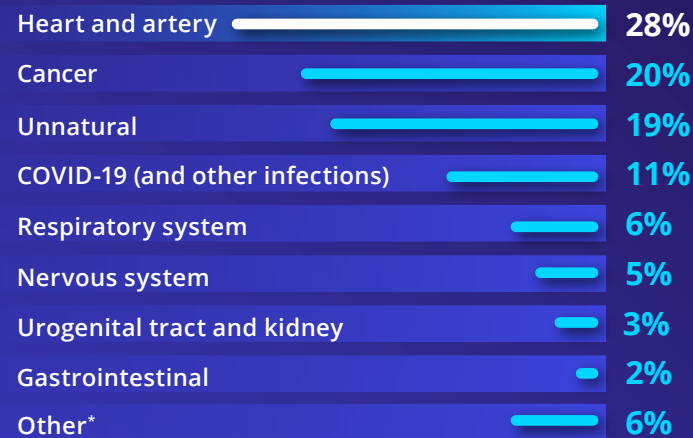 Heart and artery 28%
Cancer 20%
Unnatural 19%
COVID-19 (and other infections) 11%
Respiratory system 6%
Nervous system 5%
Urogenital tract and kidney 3%
Gastrointestinal 2%
Other* 6%